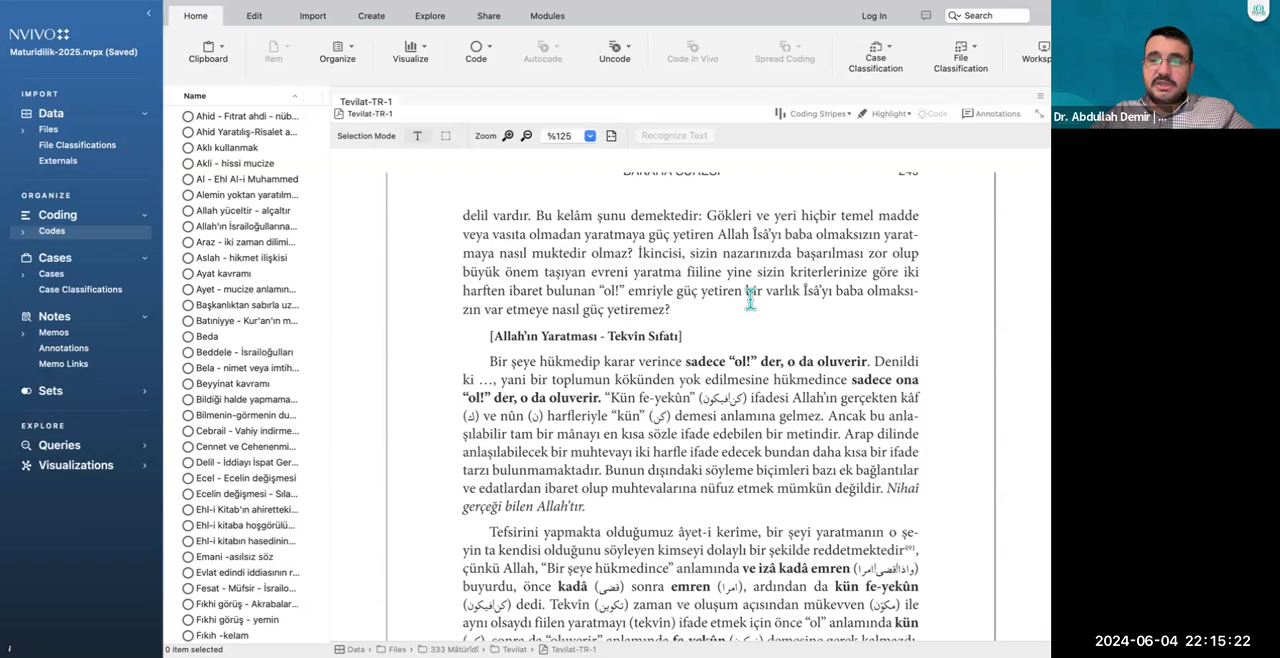 NVIVO
Maturidilik-2025.nvpx (Saved)
IMPORT
Data
Files
File Classifications
Externals
ORGANIZE
Coding
Codes
Cases
Cases
Case Classifications
Notes
Memos
Annotations
Memo Links
Sets
EXPLORE
Queries
Visualizations
Home Edit Import Create Explore Share Modules Log In Search
Clipboard Item Organize Visualize Code Autocode Uncode Code In Vivo Spread Coding Case Classification File Classification Worksp
Name
Ahid - Fıtrat ahdi - nüb...
Ahid Yaratılış-Risalet a...
Aklı kullanmak
Akli - hissi mucize
Al - Ehl Al-i Muhammed
Alemin yoktan yaratılm...
Allah yüceltir - alçaltır
Allah'ın İsrailoğullarına...
Araz - iki zaman dilimi...
Aslah - hikmet ilişkisi
Ayat kavramı
Ayet - mucize anlamın...
Başkanlıktan sabırla uz...
Batıniyye - Kur'an'ın m...
Beda
Beddele - İsrailoğulları
Bela - nimet veya imtih...
Beyyinat kavramı
Bildiği halde yapmama...
Bilmenin-görmenin du...
Cebrail - Vahiy indirme...
Cennet ve Cehenenmi...
Delil - İddiayı İspat Ger...
Ecel - Ecelin değişmesi
Ecelin değişmesi - Sıla...
Ehl-i Kitab'ın ahiretteki...
Ehl-i kitaba hoşgörülü...
Ehl-i kitabın hasedinin...
Emani -asılsız söz
Evlat edindi iddiasının r...
Fesat - Müfsir - İsrailo...
Fıkhi görüş - Akrabalar...
Fıkhi görüş - yemin
Fıkıh -kelam
0 item selected
Tevilat-TR-1
Tevilat-TR-1 Coding Stripes Highlight Code Annotations
Selection Mode T Zoom %125 Recognize Text
delil vardır. Bu kelâm şunu demektedir: Gökleri ve yeri hiçbir temel madde
veya vasıta olmadan yaratmaya güç yetiren Allah Îsâ'yı baba olmaksızın yarat-
maya nasıl muktedir olmaz? İkincisi, sizin nazarınızda başarılması zor olup
büyük önem taşıyan evreni yaratma fiiline yine sizin kriterlerinize göre iki
harften ibaret bulunan “ol!” emriyle güç yetiren bir varlık Îsâ'yı baba olmaksı-
zın var etmeye nasıl güç yetiremez?
[Allah'ın Yaratması - Tekvîn Sıfatı]
Bir şeye hükmedip karar verince sadece “ol!” der, o da oluverir. Denildi
ki …, yani bir toplumun kökünden yok edilmesine hükmedince sadece ona
“ol!” der, o da oluverir. “Kün fe-yekûn” (كن فيكون) ifadesi Allah'ın gerçekten kâf
(ك) ve nûn (ن) harfleriyle “kün” (كن) demesi anlamına gelmez. Ancak bu anla-
şılabilir tam bir mânayı en kısa sözle ifade edebilen bir metindir. Arap dilinde
anlaşılabilecek bir muhtevayı iki harfle ifade edecek bundan daha kısa bir ifade
tarzı bulunmamaktadır. Bunun dışındaki söyleme biçimleri bazı ek bağlantılar
ve edatlardan ibaret olup muhtevalarına nüfuz etmek mümkün değildir. Nihaî
gerçeği bilen Allah'tır.
Tefsirini yapmakta olduğumuz âyet-i kerîme, bir şeyi yaratmanın o şe-
yin ta kendisi olduğunu söyleyen kimseyi dolaylı bir şekilde reddetmektedir⁴⁹¹,
çünkü Allah, “Bir şeye hükmedince” anlamında ve izâ kadâ emren (واذا قضى امرا)
buyurdu, önce kadâ (قضى) sonra emren (امرا), ardından da kün fe-yekûn
(كن فيكون) dedi. Tekvîn (تكوين) zaman ve oluşum açısından mükevven (مكوّن) ile
aynı olsaydı fiilen yaratmayı (tekvîn) ifade etmek için önce “ol” anlamında kün
Data Files 333 Mâtürîdî Tevilat Tevilat-TR-1
Dr. Abdullah Demir | ...
2024-06-04 22:15:22